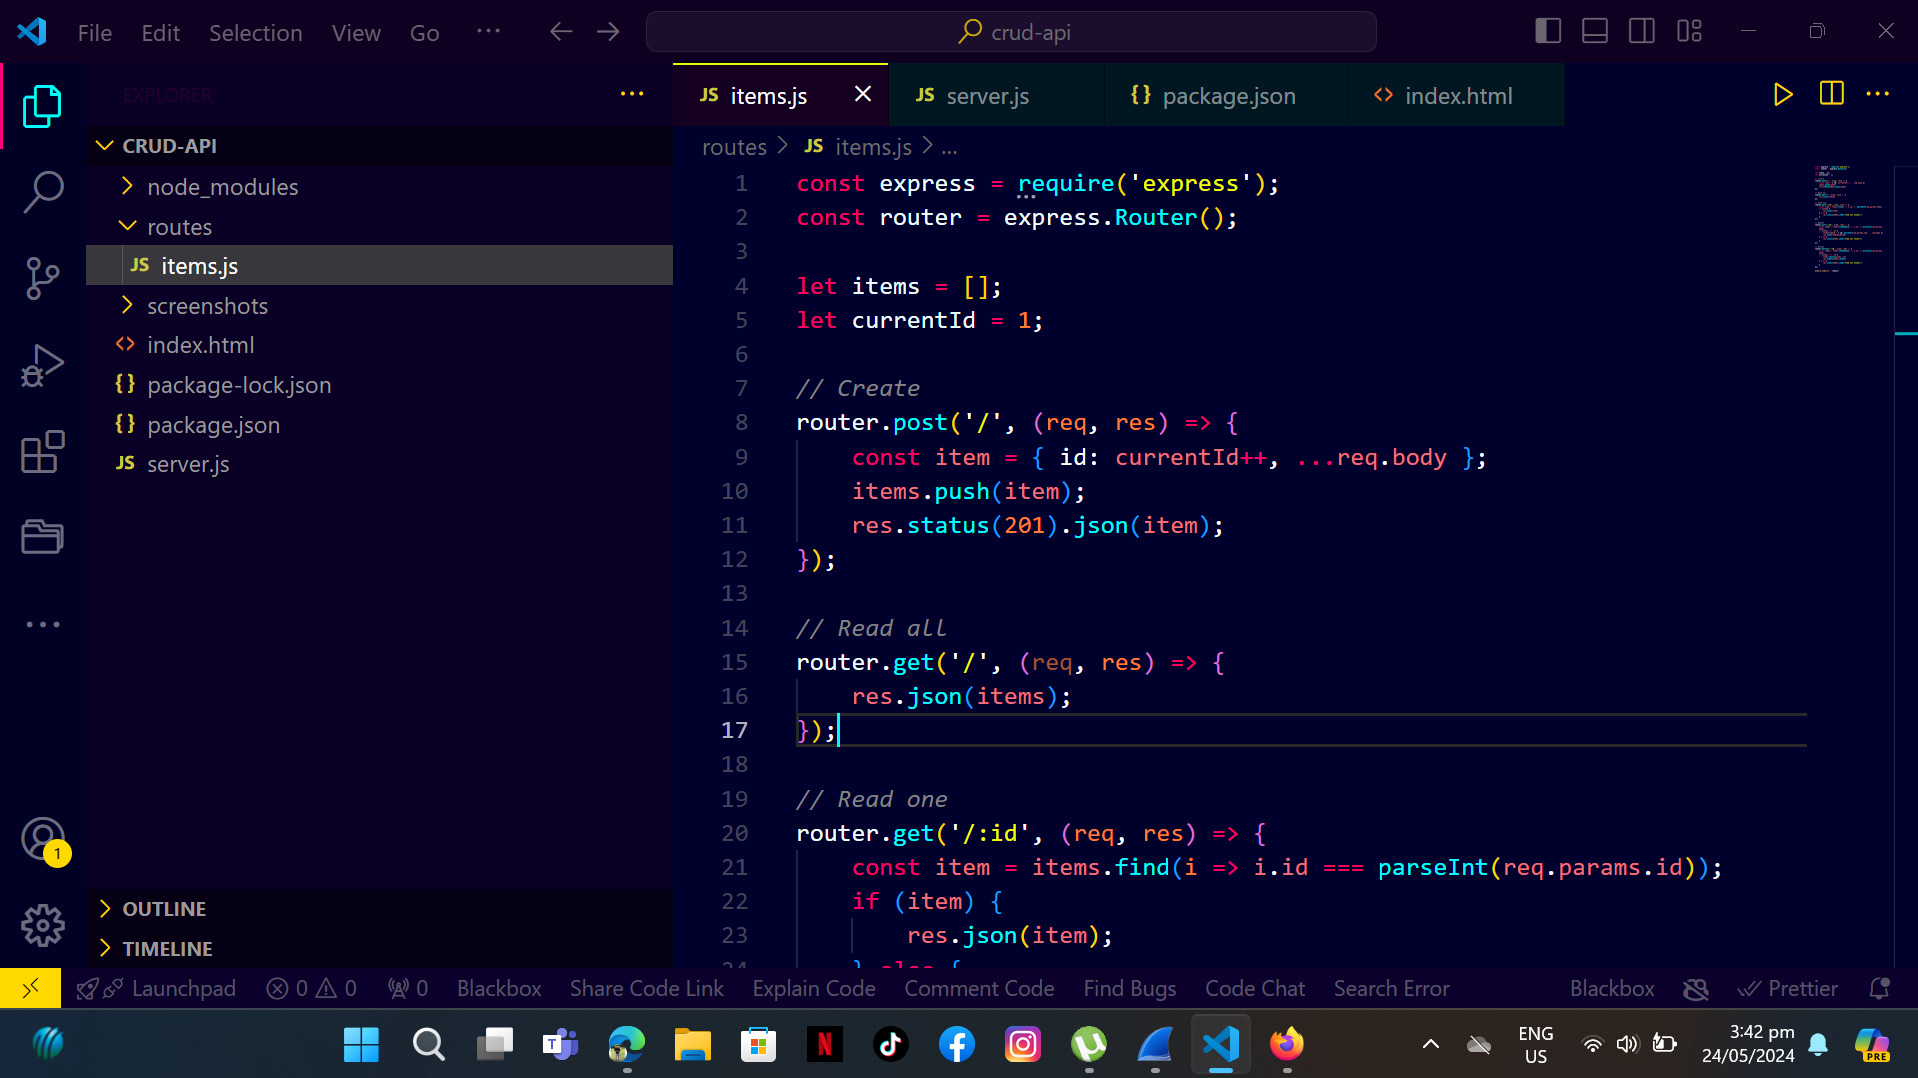 File Edit Selection View Go ...
crud-api
EXPLORER
CRUD-API
node_modules
routes
JS items.js
screenshots
<> index.html
{} package-lock.json
{} package.json
JS server.js
OUTLINE
TIMELINE
1
JS items.js
JS server.js
{} package.json
<> index.html
routes > JS items.js > ...
1 const express = require('express');
2 const router = express.Router();
3
4 let items = [];
5 let currentId = 1;
6
7 // Create
8 router.post('/', (req, res) => {
9 const item = { id: currentId++, ...req.body };
10 items.push(item);
11 res.status(201).json(item);
12 });
13
14 // Read all
15 router.get('/', (req, res) => {
16 res.json(items);
17 });
18
19 // Read one
20 router.get('/:id', (req, res) => {
21 const item = items.find(i => i.id === parseInt(req.params.id));
22 if (item) {
23 res.json(item);
24 } else {
Launchpad 0 0 0 Blackbox Share Code Link Explain Code Comment Code Find Bugs Code Chat Search Error Blackbox Prettier
ENG
US
3:42 pm
24/05/2024
PRE